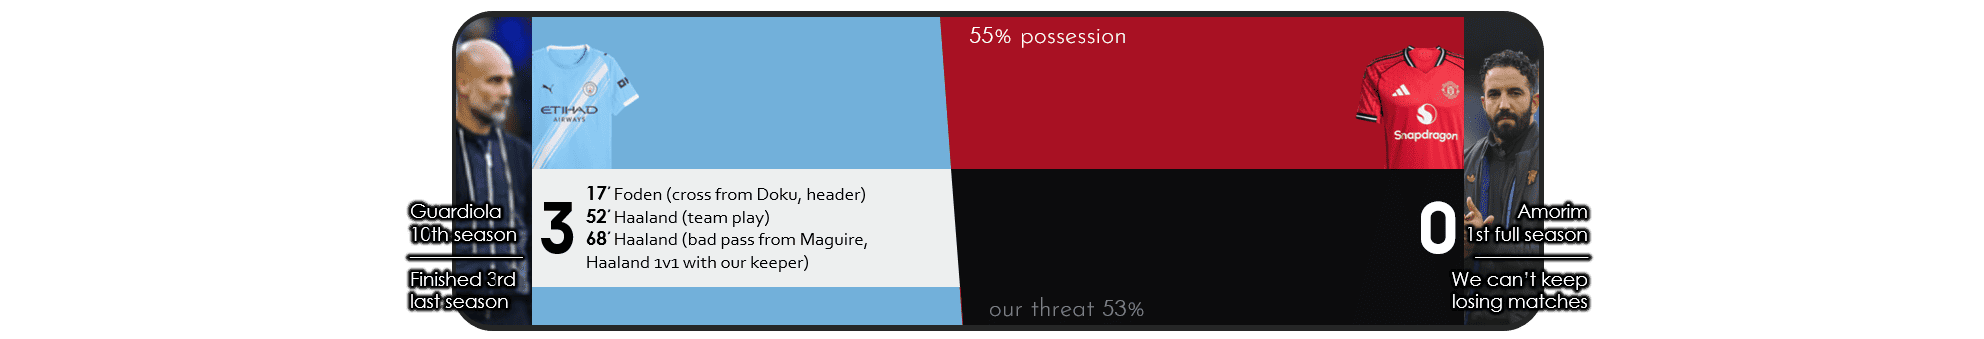 55% possession
ETIHAD
AIRWAYS
Snapdragon
17' Foden (cross from Doku, header)
52' Haaland (team play)
68' Haaland (bad pass from Maguire,
Haaland 1v1 with our keeper)
3
0
Guardiola
10th season
Finished 3rd
last season
Amorim
1st full season
We can't keep
losing matches
our threat 53%